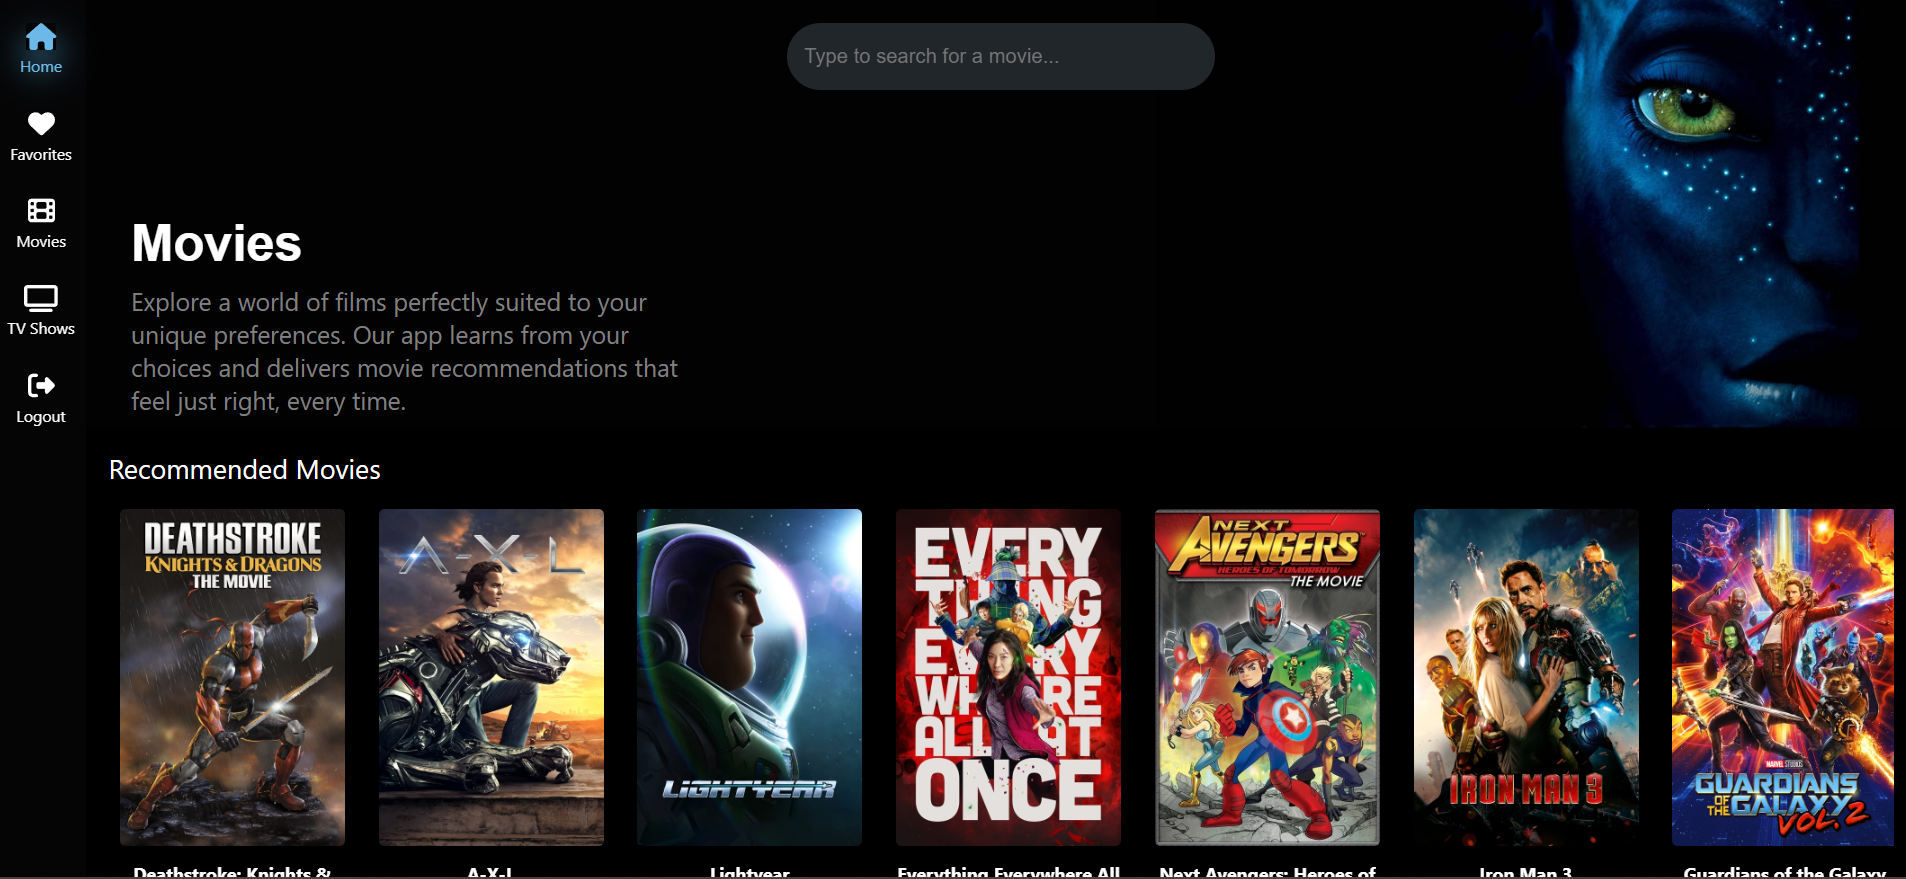 Home
Favorites
Movies
TV Shows
Logout
Type to search for a movie...
Movies
Explore a world of films perfectly suited to your
unique preferences. Our app learns from your
choices and delivers movie recommendations that
feel just right, every time.
Recommended Movies
DEATHSTROKE
KNIGHTS & DRAGONS
THE MOVIE
A-X-L
LIGHTYEAR
EVERY
THING
EVERY
WHERE
ALL AT
ONCE
NEXT
AVENGERS
HEROES OF TOMORROW
THE MOVIE
IRON MAN 3
MARVEL STUDIOS
GUARDIANS
OF THE GALAXY
VOL. 2
Deathstroke: Knights &
A-X-L
Lightyear
Everything Everywhere All
Next Avengers: Heroes of
Iron Man 3
Guardians of the Galaxy